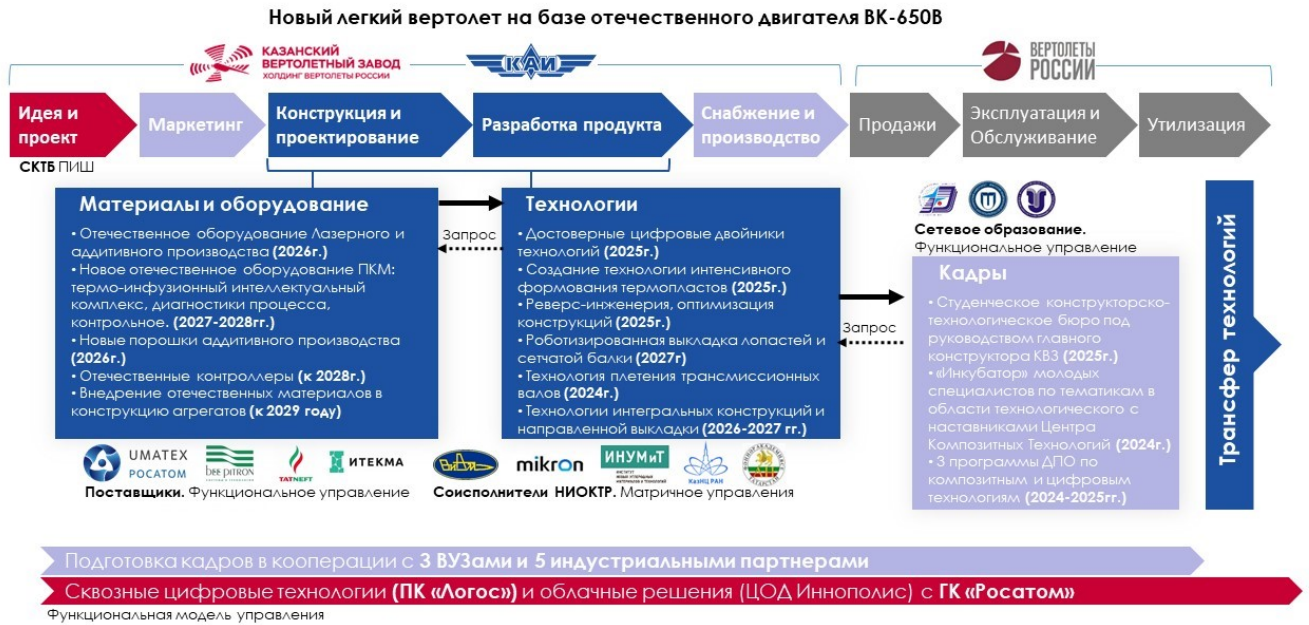 Новый легкий вертолет на базе отечественного двигателя ВК-650В
КАЗАНСКИЙ
ВЕРТОЛЕТНЫЙ ЗАВОД
ХОЛДИНГ ВЕРТОЛЕТЫ РОССИИ
КАИ
ВЕРТОЛЕТЫ
РОССИИ
Идея и
проект
Маркетинг
Конструкция и
проектирование
Разработка продукта
Снабжение и
производство
Продажи
Эксплуатация и
Обслуживание
Утилизация
СКТБ ПИШ
Материалы и оборудование
• Отечественное оборудование Лазерного и
аддитивного производства (2026г.)
• Новое отечественное оборудование ПКМ:
термо-инфузионный интеллектуальный
комплекс, диагностики процесса,
контрольное. (2027-2028гг.)
• Новые порошки аддитивного производства
(2026г.)
• Отечественные контроллеры (к 2028г.)
• Внедрение отечественных материалов в
конструкцию агрегатов (к 2029 году)
Запрос
Технологии
• Достоверные цифровые двойники
технологий (2025г.)
• Создание технологии интенсивного
формования термопластов (2025г.)
• Реверс-инженерия, оптимизация
конструкций (2025г.)
• Роботизированная выкладка лопастей и
сетчатой балки (2027г)
• Технология плетения трансмиссионных
валов (2024г.)
• Технологии интегральных конструкций и
направленной выкладки (2026-2027 гг.)
Запрос
Сетевое образование.
Функциональное управление
Кадры
• Студенческое конструкторско-
технологическое бюро под
руководством главного
конструктора КВЗ (2025г.)
• «Инкубатор» молодых
специалистов по тематикам в
области технологического с
наставниками Центра
Композитных Технологий (2024г.)
• 3 программы ДПО по
композитным и цифровым
технологиям (2024-2025гг.)
Трансфер технологий
UMATEX
РОСАТОМ
bee pitron
TATNEFT
ИТЕКМА
Поставщики. Функциональное управление
ВИАМ
mikron
ИНУМиТ
КазНЦ РАН
Соисполнители НИОКТР. Матричное управления
Подготовка кадров в кооперации с 3 ВУЗами и 5 индустриальными партнерами
Сквозные цифровые технологии (ПК «Логос») и облачные решения (ЦОД Иннополис) с ГК «Росатом»
Функциональная модель управления